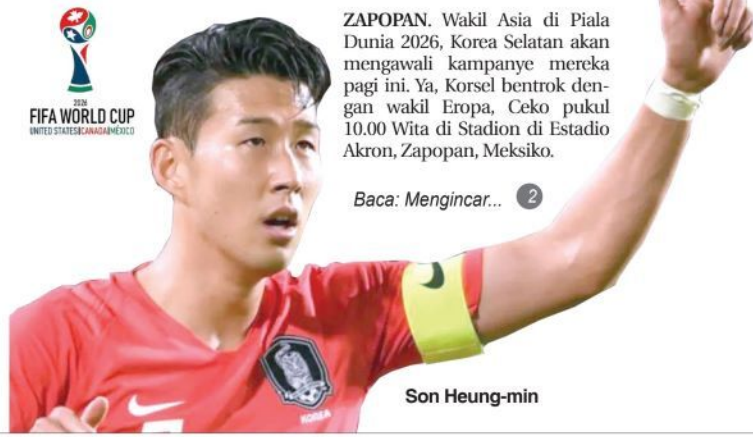 2026
FIFA WORLD CUP
UNITED STATES|CANADA|MÉXICO
ZAPOPAN. Wakil Asia di Piala
Dunia 2026, Korea Selatan akan
mengawali kampanye mereka
pagi ini. Ya, Korsel bentrok den-
gan wakil Eropa, Ceko pukul
10.00 Wita di Stadion di Estadio
Akron, Zapopan, Meksiko.
Baca: Mengincar... 2
KOREA
Son Heung-min